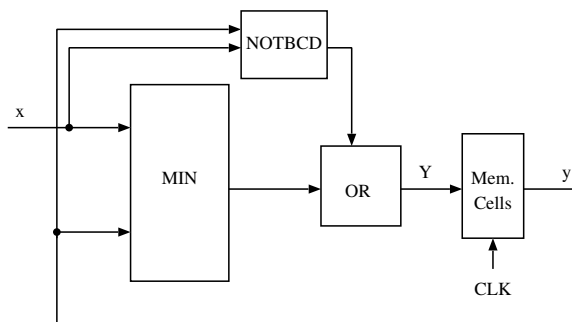 NOTBCD
x
MIN
OR
Y
Mem.
Cells
y
CLK